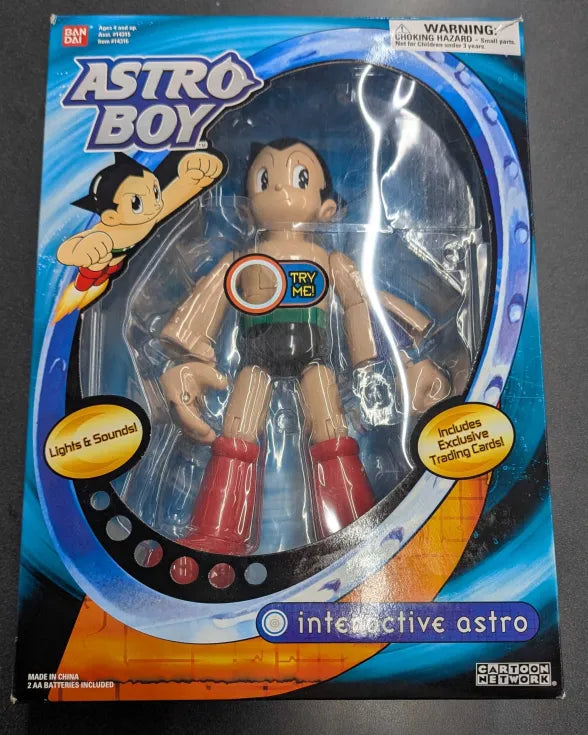 BAN
DAI
Ages 4 and up.
Asst. #14315
Item #14316
WARNING:
CHOKING HAZARD - Small parts.
Not for Children under 3 years.
ASTRO
BOY
TRY
ME!
Lights & Sounds!
Includes
Exclusive
Trading Cards!
interactive astro
MADE IN CHINA
2 AA BATTERIES INCLUDED
CARTOON
NETWORK